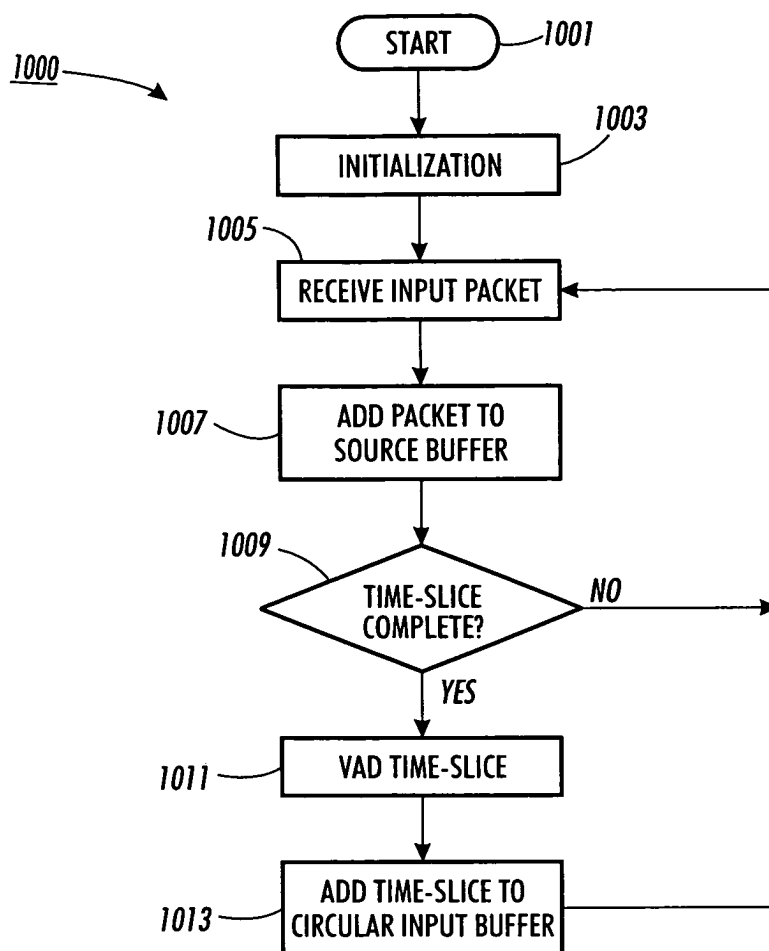 START
1001
1000
1003
INITIALIZATION
1005
RECEIVE INPUT PACKET
1007
ADD PACKET TO
SOURCE BUFFER
1009
TIME-SLICE
COMPLETE?
NO
YES
1011
VAD TIME-SLICE
1013
ADD TIME-SLICE TO
CIRCULAR INPUT BUFFER